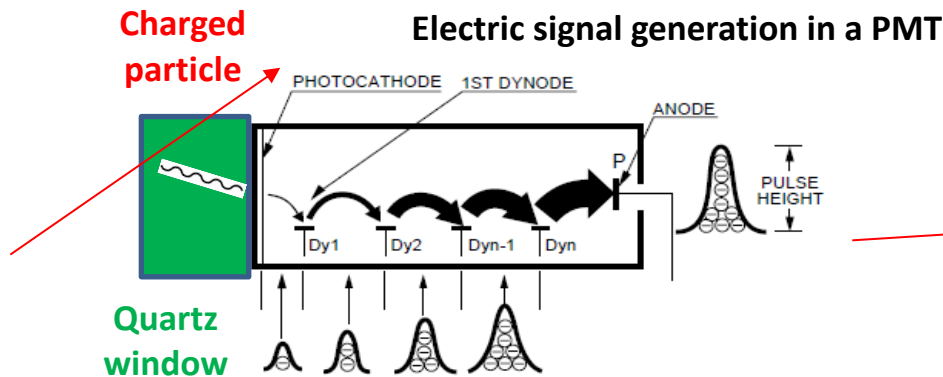 Electric signal generation in a PMT
Charged
particle
PHOTOCATHODE
1ST DYNODE
ANODE
P
PULSE
HEIGHT
Dy1
Dy2
Dyn-1
Dyn
Quartz
window